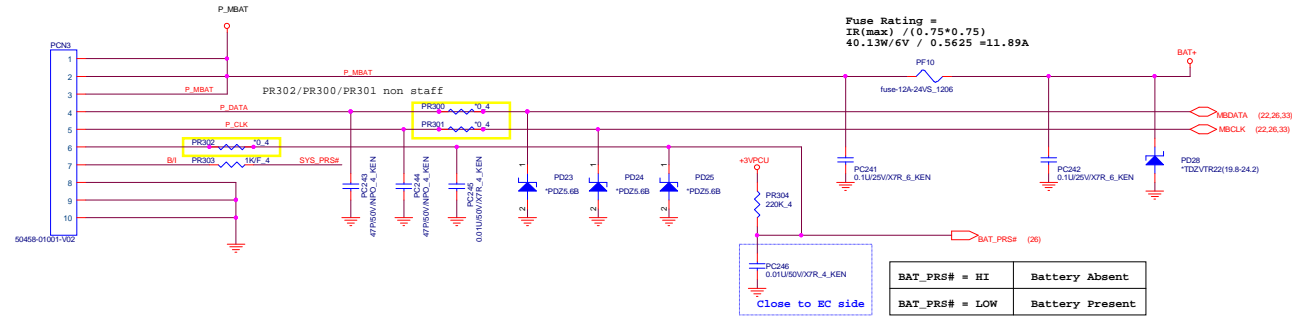 P_MBAT
Fuse Rating =
IR(max) /(0.75*0.75)
40.13W/6V / 0.5625 =11.89A
PCN3
BAT+
1
2
P_MBAT
PF10
fuse-12A-24VS_1206
3
P_MBAT
PR302/PR300/PR301 non staff
4
P_DATA
PR300
*0_4
MBDATA (22,26,33)
5
P_CLK
PR301
*0_4
MBCLK (22,26,33)
6
PR302
*0_4
7
B/I
PR303
1K/F_4
SYS_PRS#
8
9
10
50458-01001-V02
PC243
47P/50V/NPO_4_KEN
PC244
47P/50V/NPO_4_KEN
PC245
0.01U/50V/X7R_4_KEN
1
PD23
*PDZ5.6B
2
1
PD24
*PDZ5.6B
2
1
PD25
*PDZ5.6B
2
+3VPCU
PR304
220K_4
PC241
0.1U/25V/X7R_6_KEN
PC242
0.1U/25V/X7R_6_KEN
PD28
*TDZVTR22(19.8-24.2)
BAT_PRS# (26)
PC246
0.01U/50V/X7R_4_KEN
Close to EC side
BAT_PRS# = HI Battery Absent
BAT_PRS# = LOW Battery Present